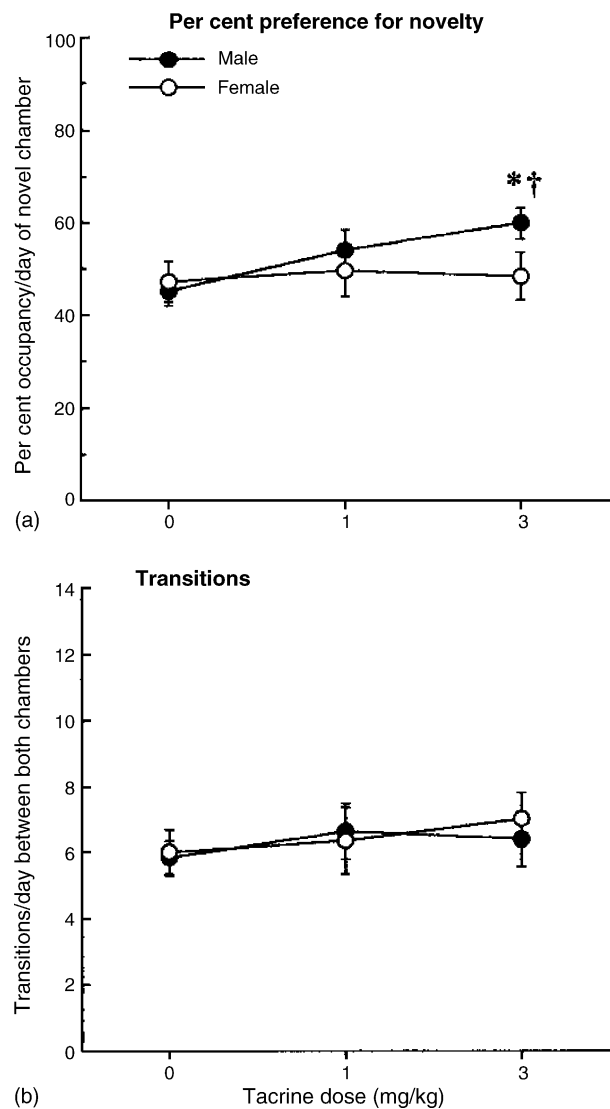 Per cent preference for novelty
100
Male
Female
80
*†
60
40
20
0
Per cent occupancy/day of novel chamber
0 1 3
(a)
Transitions
14
12
10
8
6
4
2
0
Transitions/day between both chambers
0 1 3
(b) Tacrine dose (mg/kg)